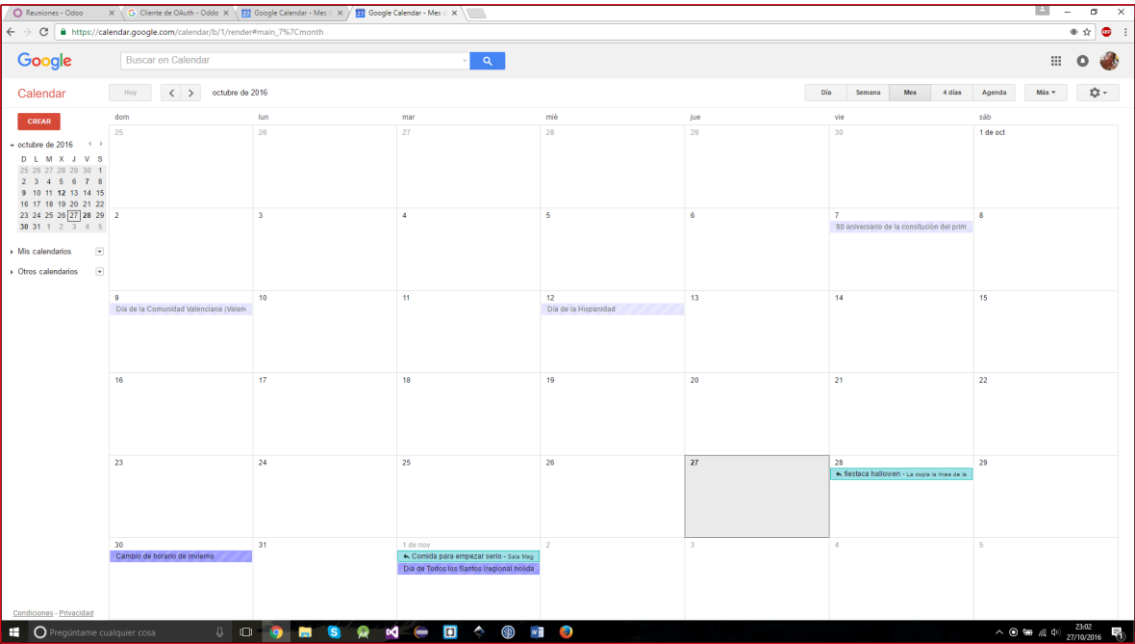 Reuniones - Odoo
Cliente de OAuth - Oddo
Google Calendar - Mes
Google Calendar - Mes
https://calendar.google.com/calendar/b/1/render#main_7%7Cmonth
Google
Buscar en Calendar
Calendar
Hoy
octubre de 2016
Día Semana Mes 4 días Agenda
Más
CREAR
octubre de 2016
D L M X J V S
25 26 27 28 29 30 1
2 3 4 5 6 7 8
9 10 11 12 13 14 15
16 17 18 19 20 21 22
23 24 25 26 27 28 29
30 31 1 2 3 4 5
Mis calendarios
Otros calendarios
dom lun mar mié jue vie sáb
25 26 27 28 29 30 1 de oct
2 3 4 5 6 7 8
80 aniversario de la consitución del prim
9 10 11 12 13 14 15
Día de la Comunidad Valenciana (Valen
Día de la Hispanidad
16 17 18 19 20 21 22
23 24 25 26 27 28 29
fiestaca hallowen - La copla la linea de la
30 31 1 de nov 2 3 4 5
Cambio de horario de invierno
Comida para empezar serio - Sala Mag
Día de Todos los Santos (regional holida
Condiciones - Privacidad
Pregúntame cualquier cosa
23:02
27/10/2016